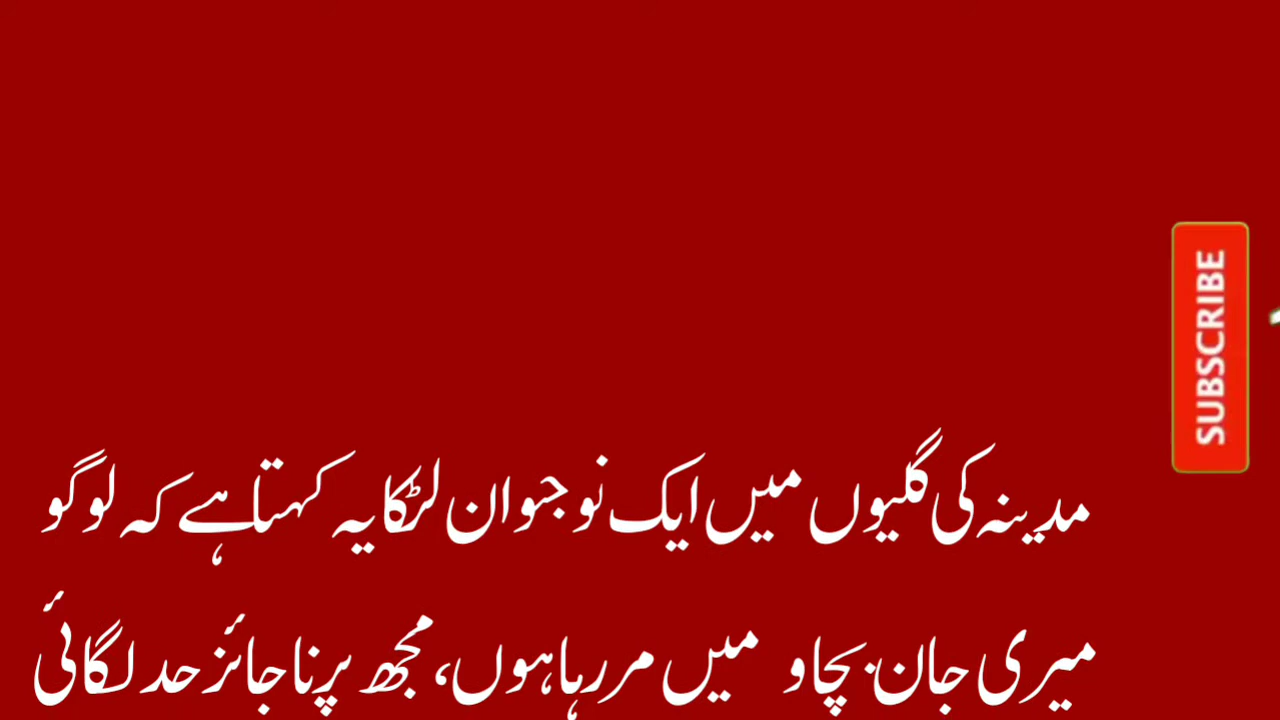 SUBSCRIBE
مدینہ کی گلیوں میں ایک نوجوان لٹکا یہ کہتا ہے کہ لوگو
میری جان بچاو میں مر رہا ہوں، مجھ پر ناجائز حد لگائی